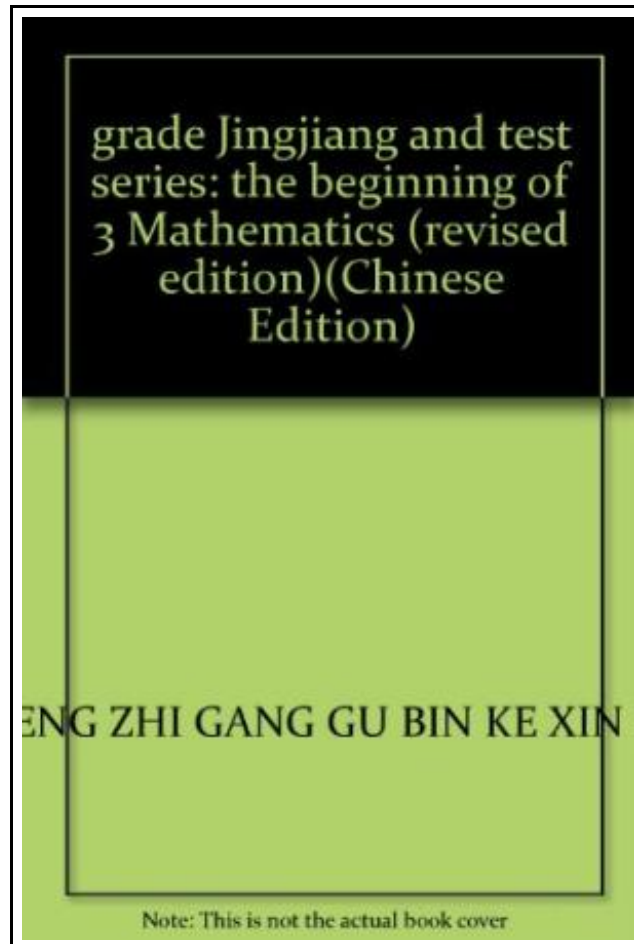 grade Jingjiang and test
series: the beginning of
3 Mathematics (revised
edition)(Chinese
Edition)
ZHI GANG GU BIN KE XIN
Note: This is not the actual book cover